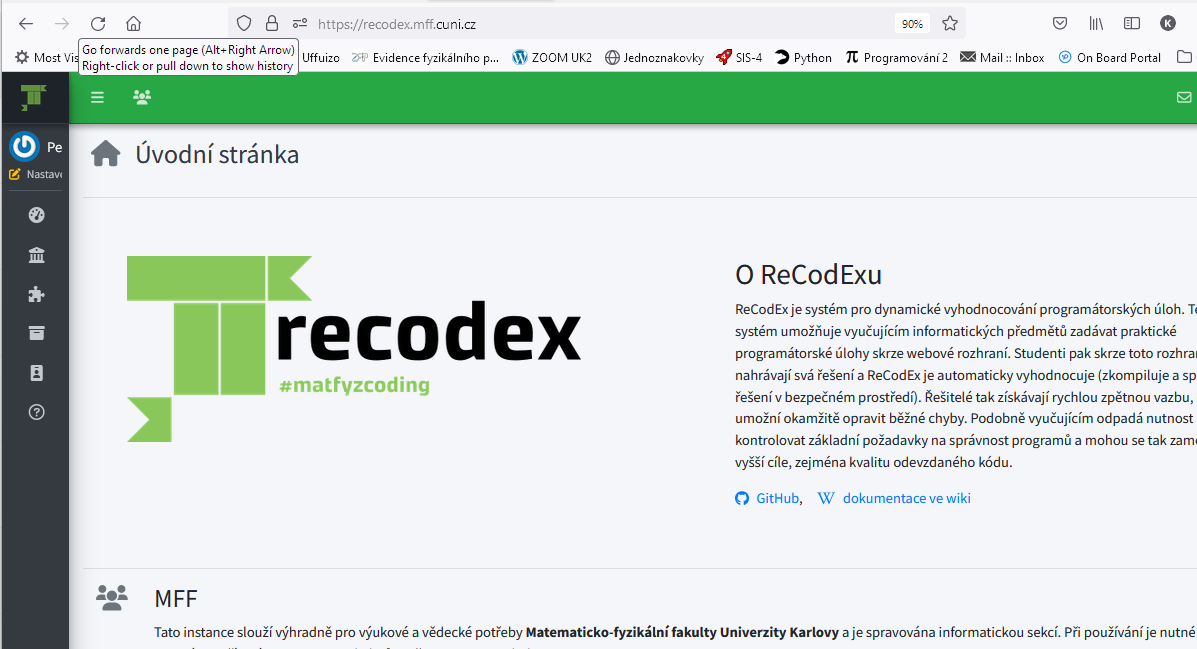 https://recodex.mff.cuni.cz
90%
K
Go forwards one page (Alt+Right Arrow)
Right-click or pull down to show history
Most Vis
Uffuizo
Evidence fyzikálního p...
ZOOM UK2
Jednoznakovky
SIS-4
Python
Programování 2
Mail :: Inbox
On Board Portal
Pe
Nastave
Úvodní stránka
recodex
#matfyzcoding
O ReCodExu
ReCodEx je systém pro dynamické vyhodnocování programátorských úloh. Te
systém umožňuje vyučujícím informatických předmětů zadávat praktické
programátorské úlohy skrze webové rozhraní. Studenti pak skrze toto rozhran
nahrávají svá řešení a ReCodEx je automaticky vyhodnocuje (zkompiluje a sp
řešení v bezpečném prostředí). Řešitelé tak získávají rychlou zpětnou vazbu,
umožní okamžitě opravit běžné chyby. Podobně vyučujícím odpadá nutnost
kontrolovat základní požadavky na správnost programů a mohou se tak zamě
vyšší cíle, zejména kvalitu odevzdaného kódu.
GitHub, W dokumentace ve wiki
MFF
Tato instance slouží výhradně pro výukové a vědecké potřeby Matematicko-fyzikální fakulty Univerzity Karlovy a je spravována informatickou sekcí. Při používání je nutné